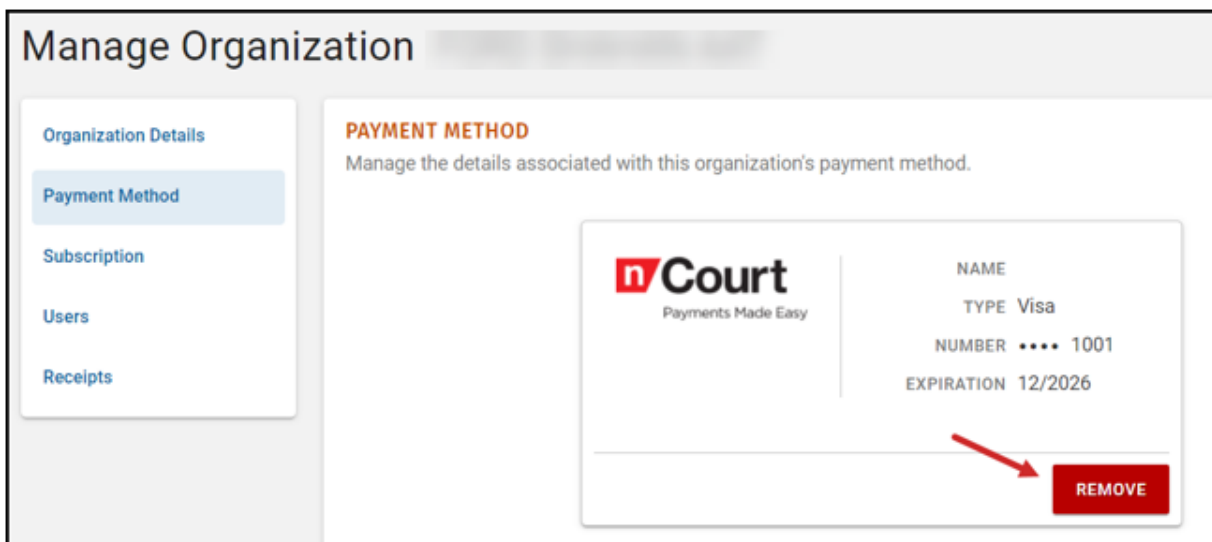 Manage Organization
Organization Details
Payment Method
Subscription
Users
Receipts
PAYMENT METHOD
Manage the details associated with this organization's payment method.
nCourt
Payments Made Easy
NAME
TYPE Visa
NUMBER •••• 1001
EXPIRATION 12/2026
REMOVE